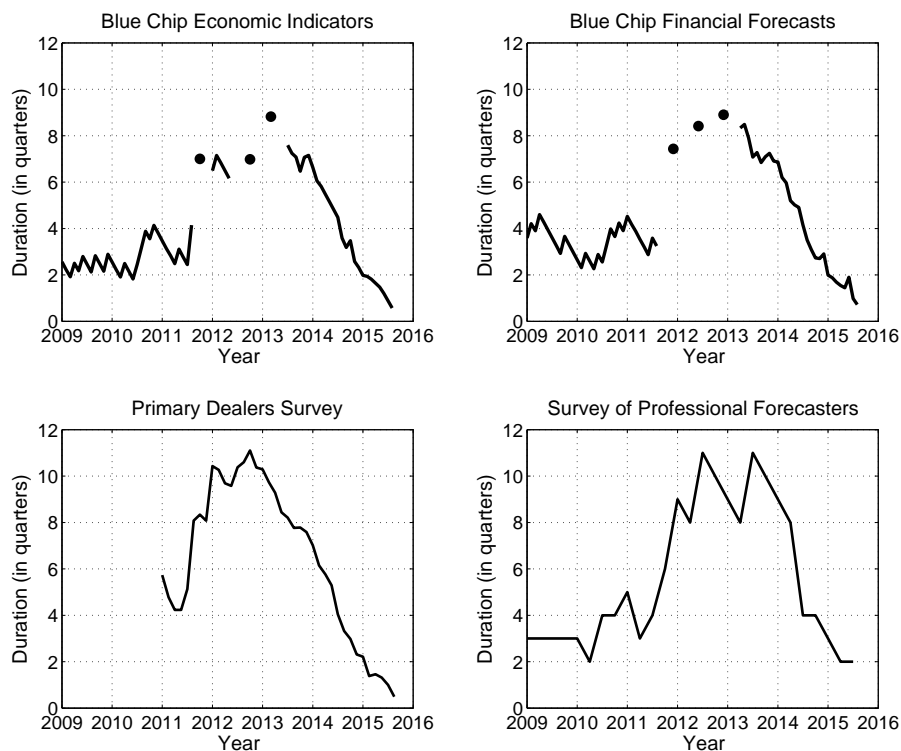 Blue Chip Economic Indicators
12
10
8
6
4
2
0
Duration (in quarters)
2009 2010 2011 2012 2013 2014 2015 2016
Year
Blue Chip Financial Forecasts
12
10
8
6
4
2
0
Duration (in quarters)
2009 2010 2011 2012 2013 2014 2015 2016
Year
Primary Dealers Survey
12
10
8
6
4
2
0
Duration (in quarters)
2009 2010 2011 2012 2013 2014 2015 2016
Year
Survey of Professional Forecasters
12
10
8
6
4
2
0
Duration (in quarters)
2009 2010 2011 2012 2013 2014 2015 2016
Year